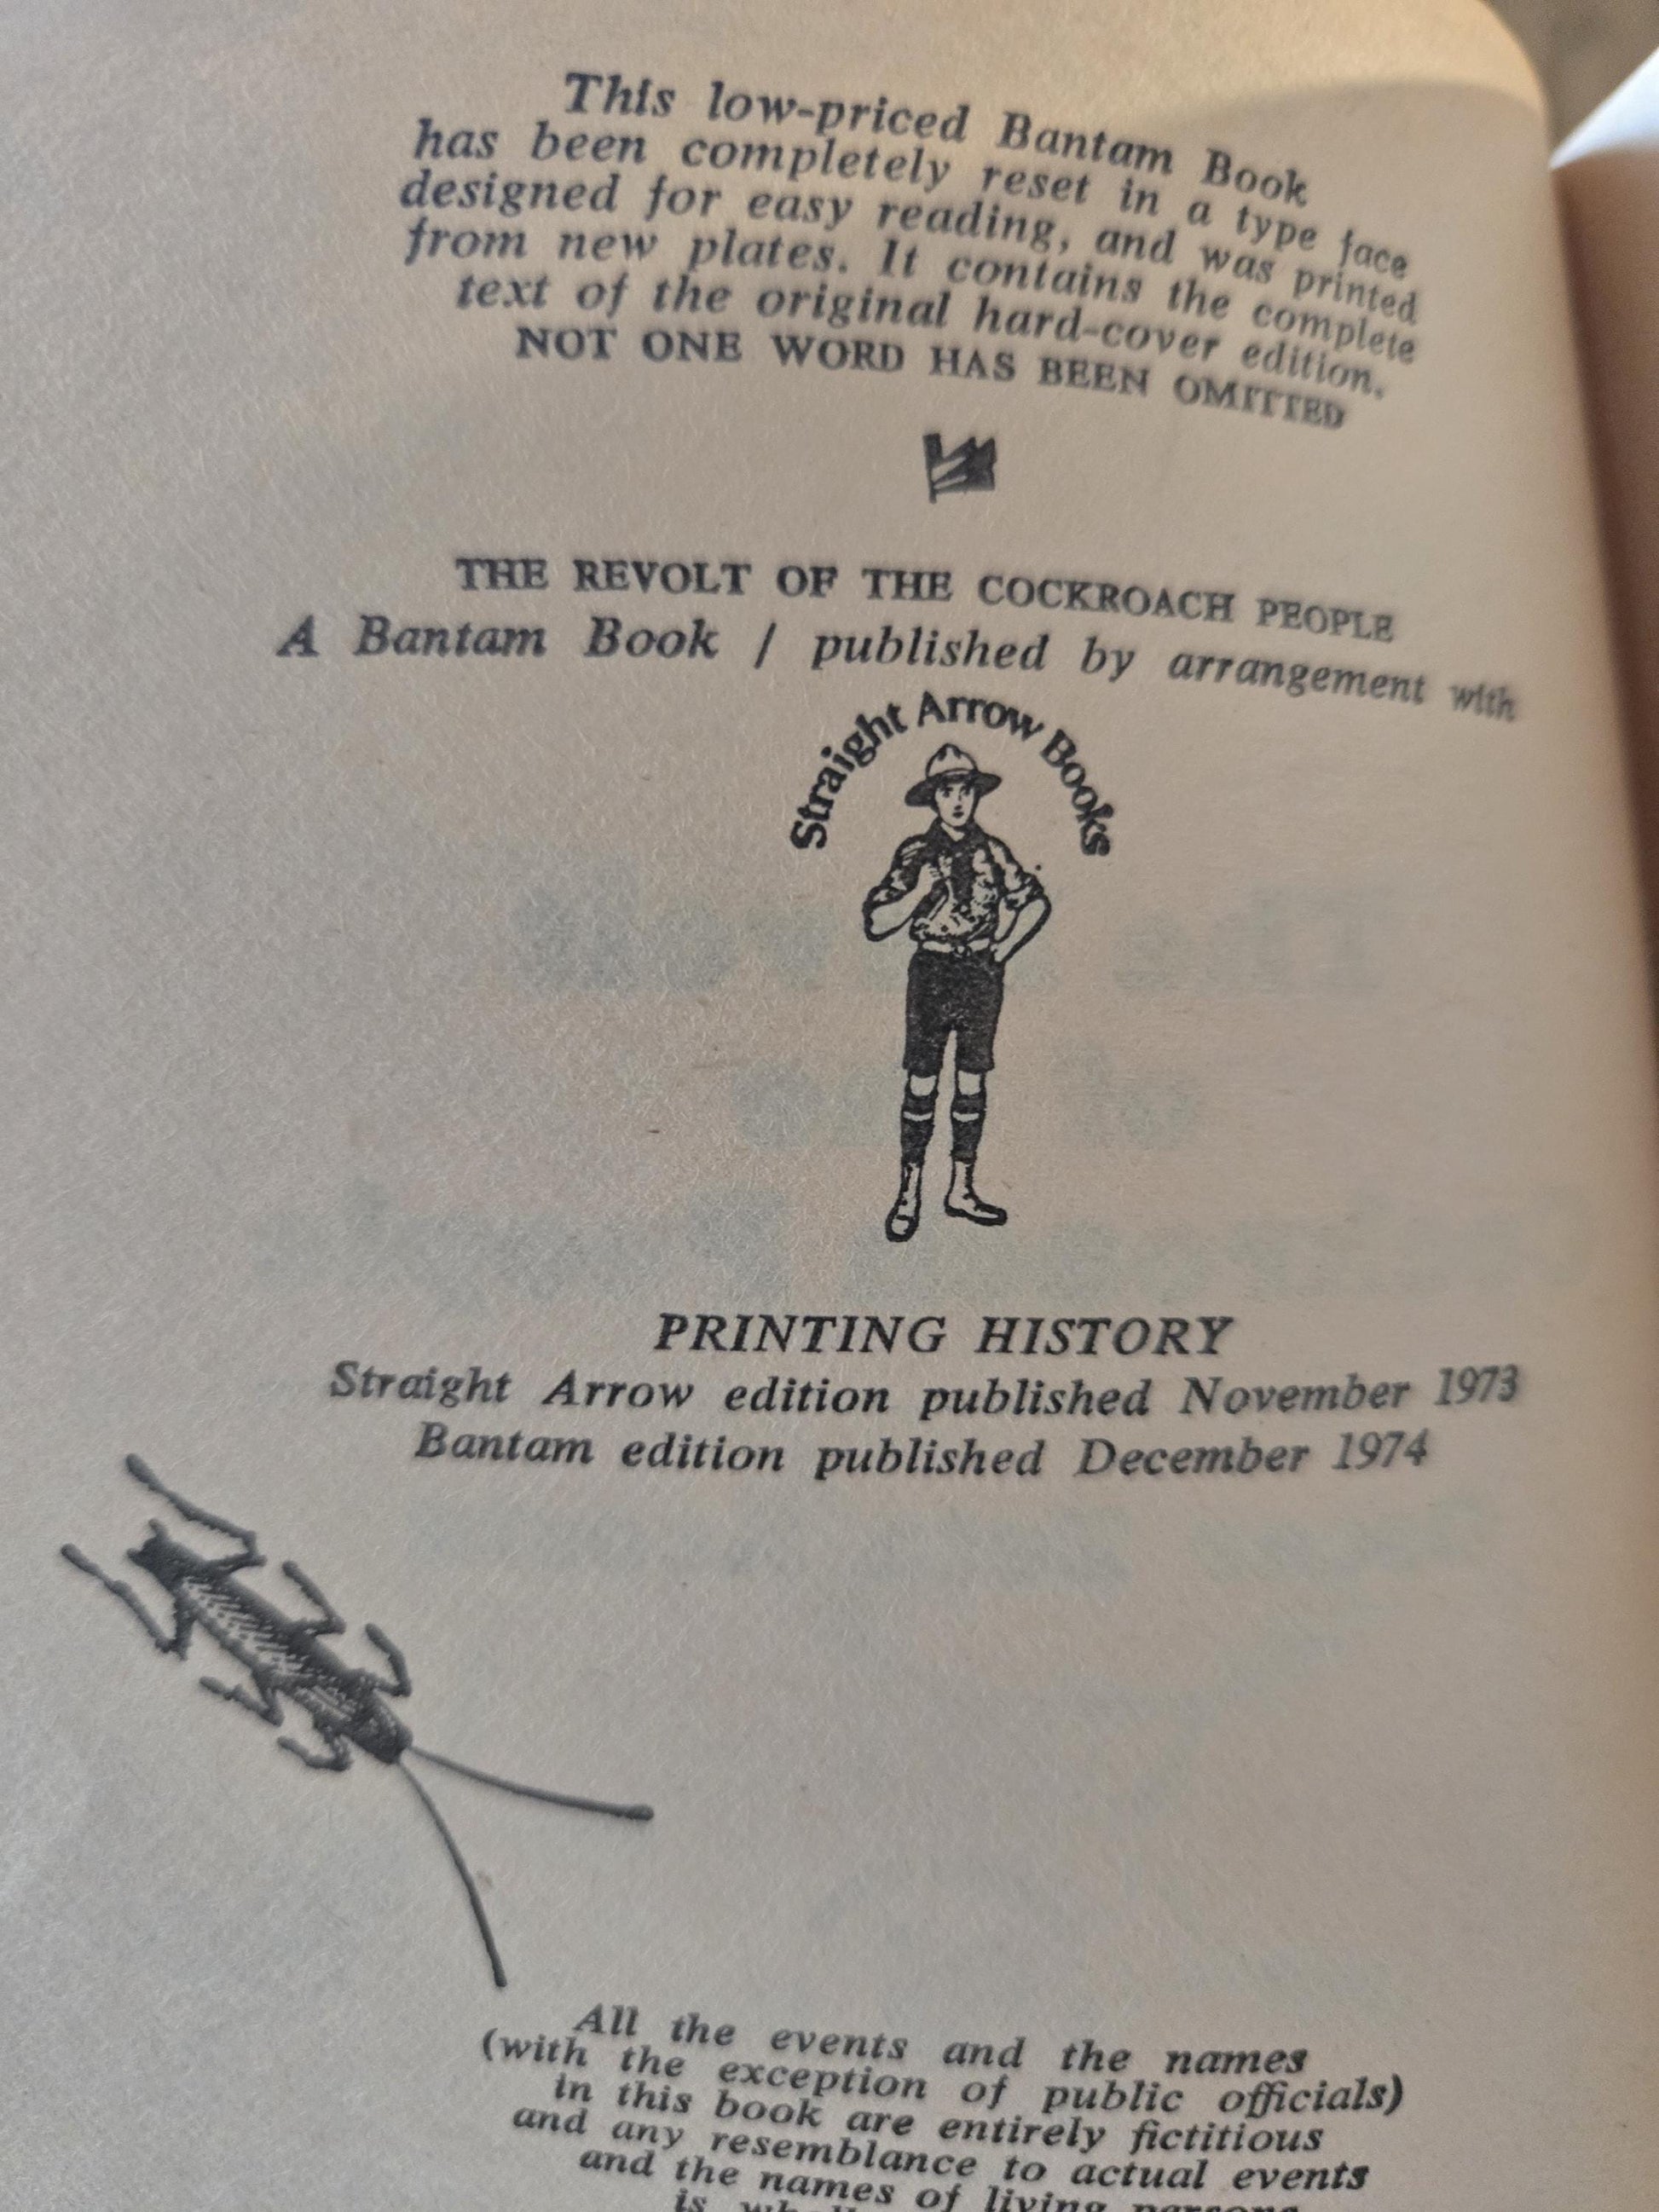 This low-priced Bantam Book
has been completely reset in a type face
designed for easy reading, and was printed
from new plates. It contains the complete
text of the original hard-cover edition.
NOT ONE WORD HAS BEEN OMITTED
THE REVOLT OF THE COCKROACH PEOPLE
A Bantam Book / published by arrangement with
Straight Arrow Books
PRINTING HISTORY
Straight Arrow edition published November 1973
Bantam edition published December 1974
All the events and the names
(with the exception of public officials)
in this book are entirely fictitious
and any resemblance to actual events
and the names of living persons
is